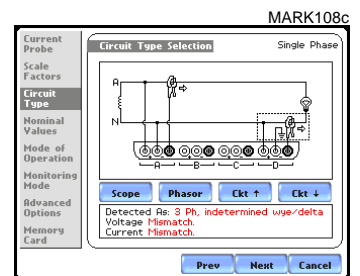 MARK108c
Current Probe
Scale Factors
Circuit Type
Nominal Values
Mode of Operation
Monitoring Mode
Advanced Options
Memory Card
Circuit Type Selection
Single Phase
A
N
A B C D
Scope
Phasor
Ckt ↑
Ckt ↓
Detected As: 3 Ph, indetermined wye/delta
Voltage Mismatch.
Current Mismatch.
Prev
Next
Cancel